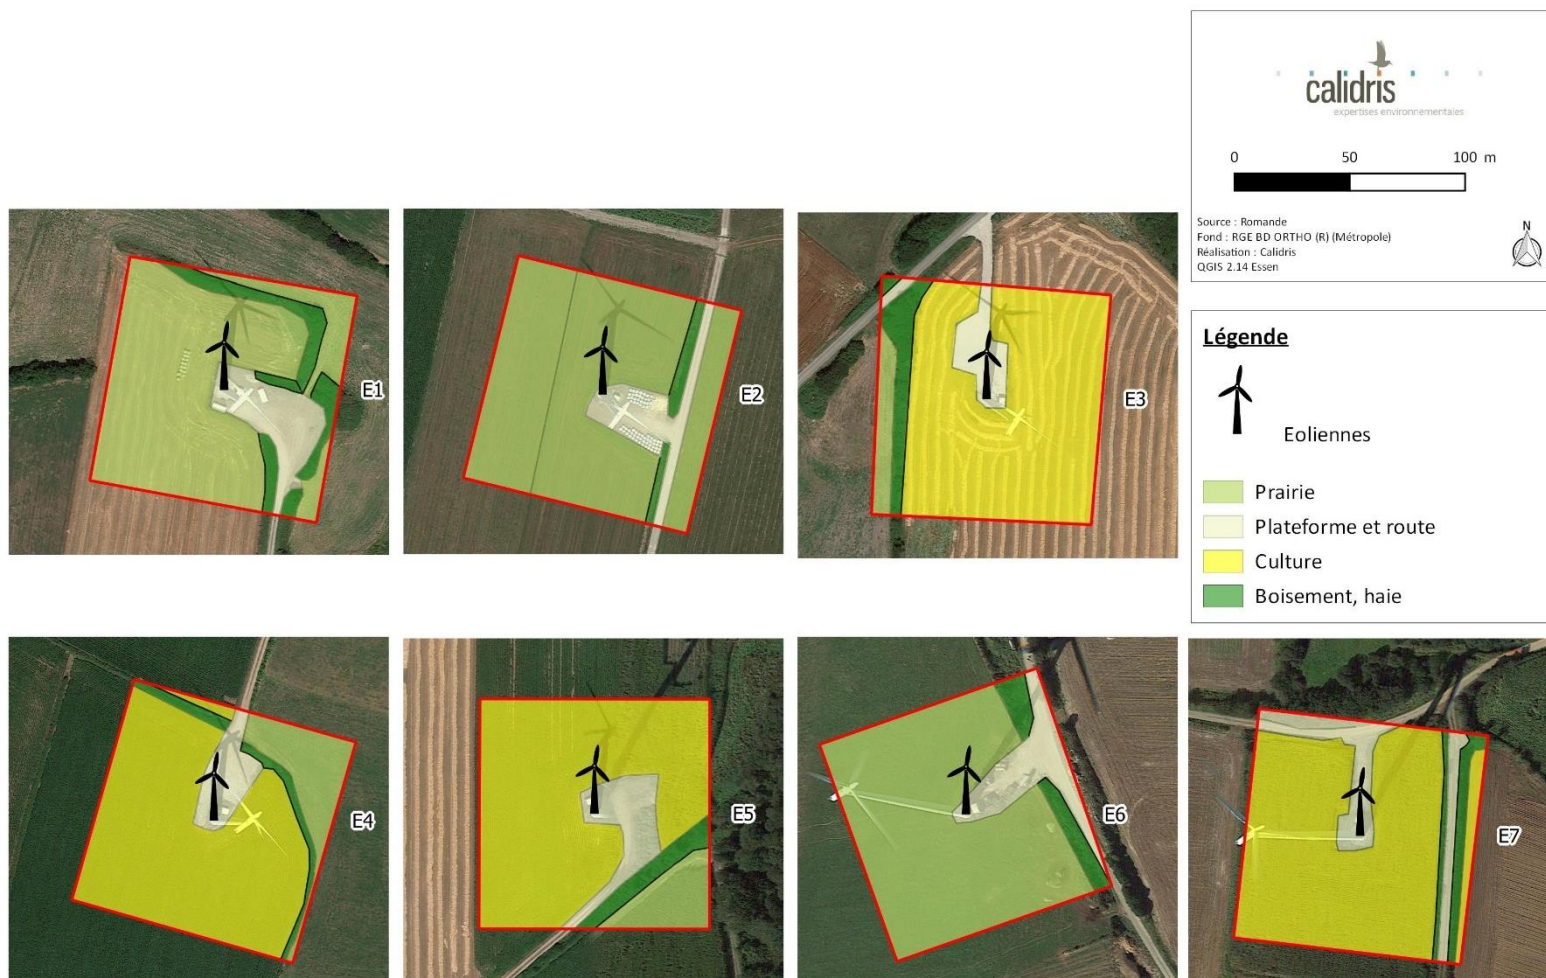 calidris
expertises environnementales
0 50 100 m
Source : Romande
Fond : RGE BD ORTHO (R) (Métropole)
Réalisation : Calidris
QGIS 2.14 Essen
N
Légende
Eoliennes
Prairie
Plateforme et route
Culture
Boisement, haie
E1
E2
E3
E4
E5
E6
E7